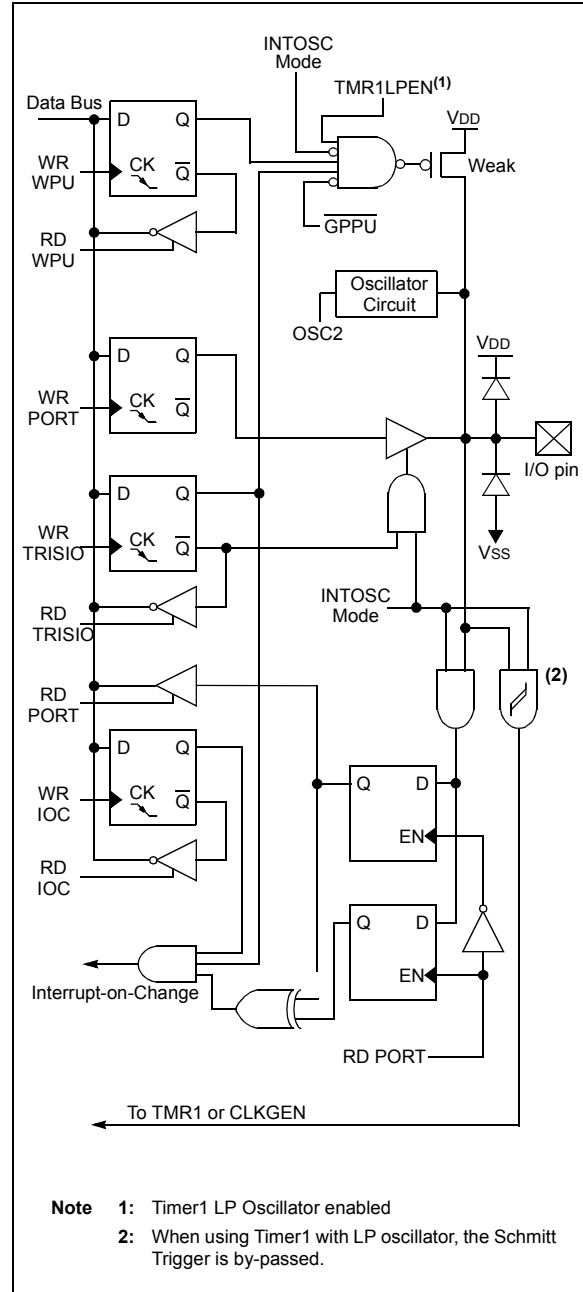 INTOSC
Mode
TMR1LPEN(1)
Data Bus
D Q
VDD
WR
WPU
CK Q
Weak
RD
WPU
GPPU
Oscillator
Circuit
OSC2
D Q
VDD
WR
PORT
CK Q
I/O pin
D Q
WR
TRISIO
CK Q
VSS
INTOSC
Mode
RD
TRISIO
(2)
RD
PORT
D Q
Q D
WR
IOC
CK Q
EN
RD
IOC
Q D
Interrupt-on-Change
EN
RD PORT
To TMR1 or CLKGEN
Note 1: Timer1 LP Oscillator enabled
2: When using Timer1 with LP oscillator, the Schmitt
Trigger is by-passed.